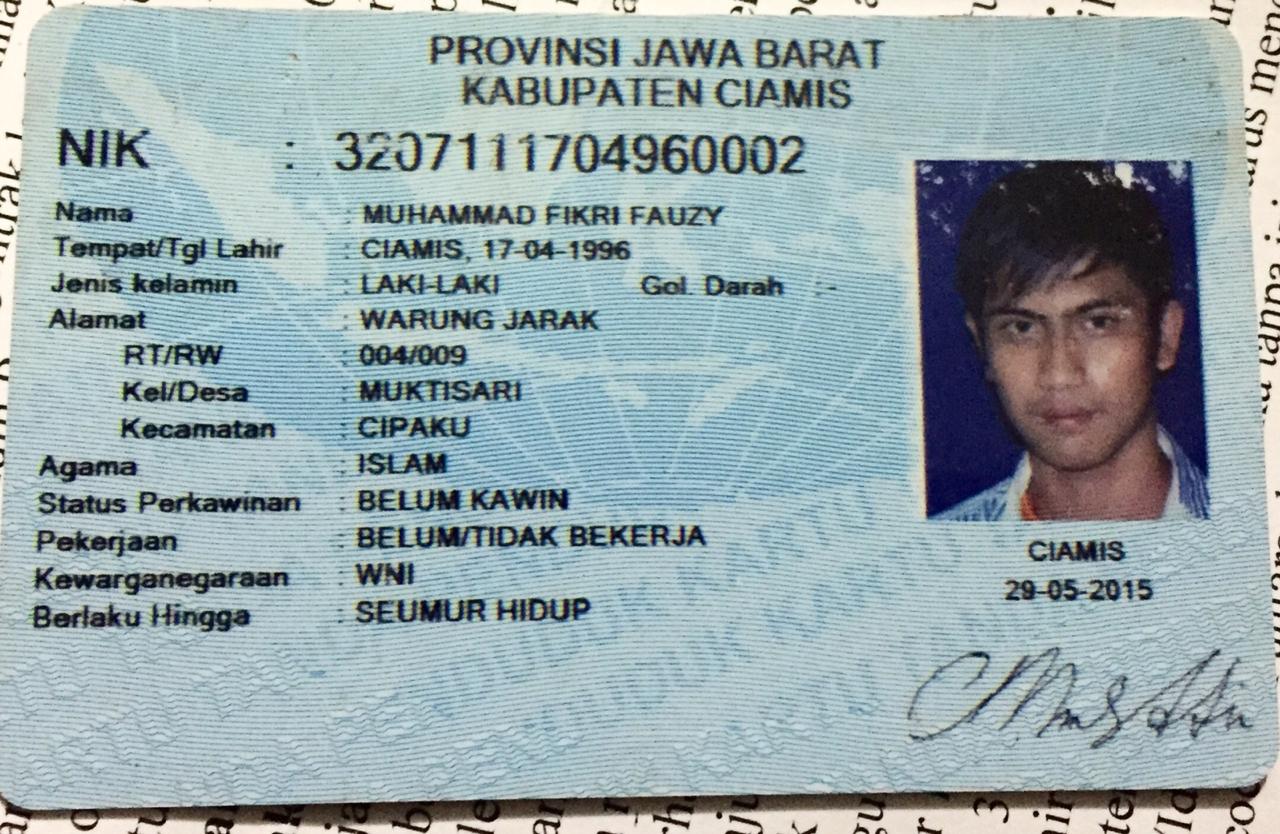 PROVINSI JAWA BARAT
KABUPATEN CIAMIS
NIK : 3207111704960002
Nama : MUHAMMAD FIKRI FAUZY
Tempat/Tgl Lahir : CIAMIS, 17-04-1996
Jenis kelamin : LAKI-LAKI Gol. Darah :-
Alamat : WARUNG JARAK
RT/RW : 004/009
Kel/Desa : MUKTISARI
Kecamatan : CIPAKU
Agama : ISLAM
Status Perkawinan : BELUM KAWIN
Pekerjaan : BELUM/TIDAK BEKERJA
Kewarganegaraan : WNI
Berlaku Hingga : SEUMUR HIDUP
CIAMIS
29-05-2015